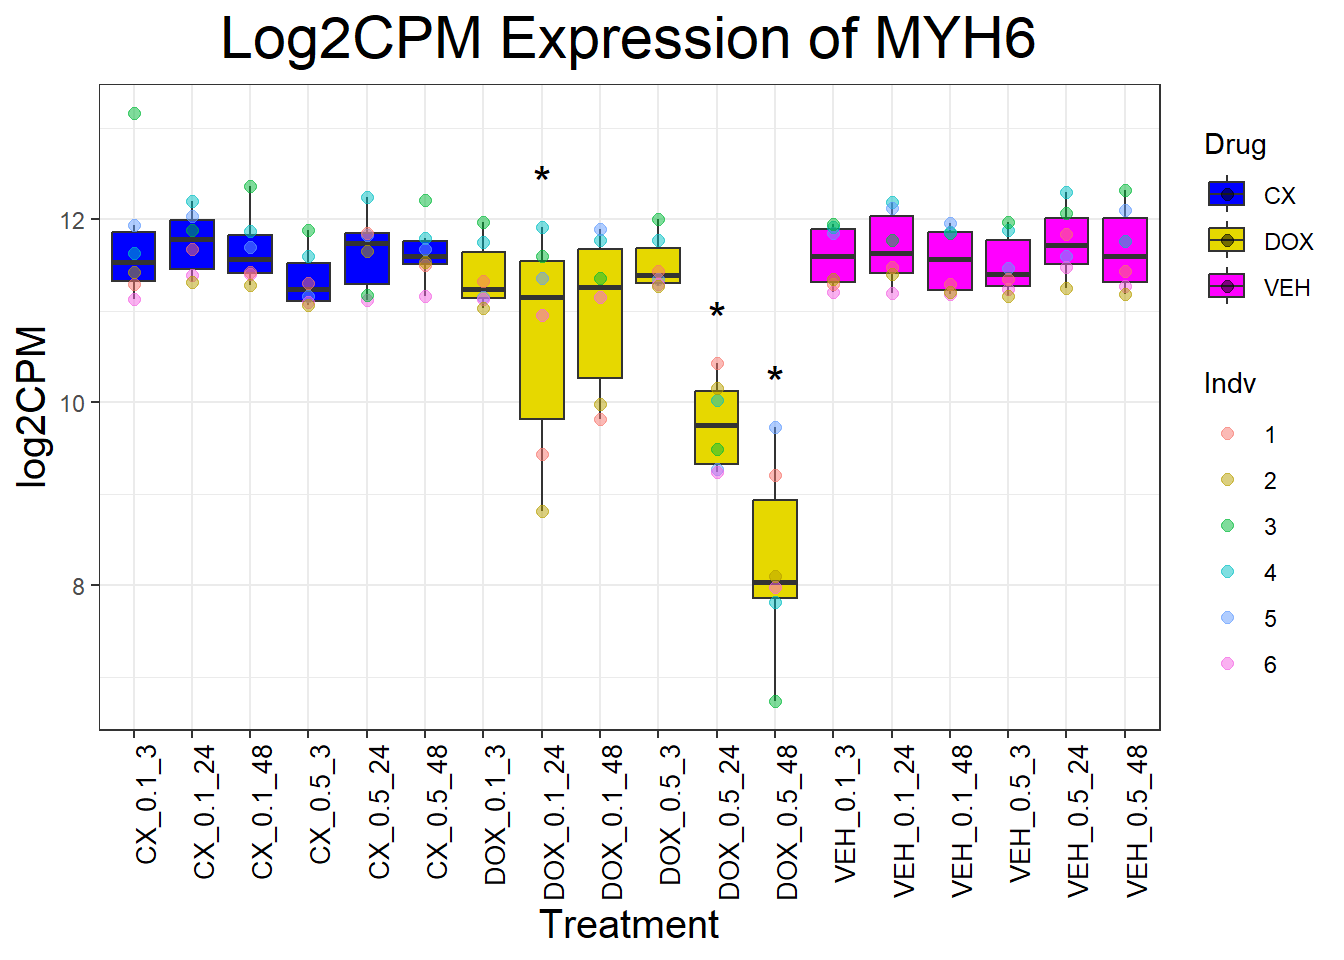 Log2CPM Expression of MYH6
*
*
*
12
10
8
log2CPM
CX_0.1_3
CX_0.1_24
CX_0.1_48
CX_0.5_3
CX_0.5_24
CX_0.5_48
DOX_0.1_3
DOX_0.1_24
DOX_0.1_48
DOX_0.5_3
DOX_0.5_24
DOX_0.5_48
VEH_0.1_3
VEH_0.1_24
VEH_0.1_48
VEH_0.5_3
VEH_0.5_24
VEH_0.5_48
Treatment
Drug
CX
DOX
VEH
Indv
1
2
3
4
5
6